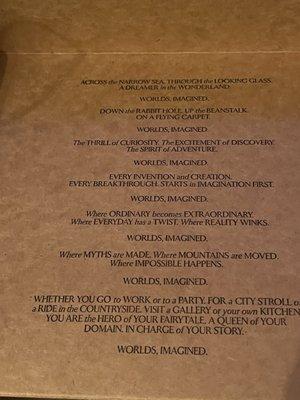 ACROSS the NARROW SEA. THROUGH the LOOKING GLASS.
A DREAMER in the WONDERLAND.
WORLDS, IMAGINED.
DOWN the RABBIT HOLE. UP the BEANSTALK.
ON A FLYING CARPET.
WORLDS, IMAGINED.
The THRILL of CURIOSITY. The EXCITEMENT of DISCOVERY.
The SPIRIT of ADVENTURE.
WORLDS, IMAGINED.
EVERY INVENTION and CREATION.
EVERY BREAKTHROUGH. STARTS in IMAGINATION FIRST.
WORLDS, IMAGINED.
Where ORDINARY becomes EXTRAORDINARY.
Where EVERYDAY has a TWIST. Where REALITY WINKS.
WORLDS, IMAGINED.
Where MYTHS are MADE. Where MOUNTAINS are MOVED.
Where IMPOSSIBLE HAPPENS.
WORLDS, IMAGINED.
WHETHER YOU GO to WORK or to a PARTY. FOR a CITY STROLL or
a RIDE in the COUNTRYSIDE. VISIT a GALLERY or your own KITCHEN
YOU ARE the HERO of YOUR FAIRYTALE. A QUEEN of YOUR
DOMAIN. IN CHARGE of YOUR STORY.
WORLDS, IMAGINED.